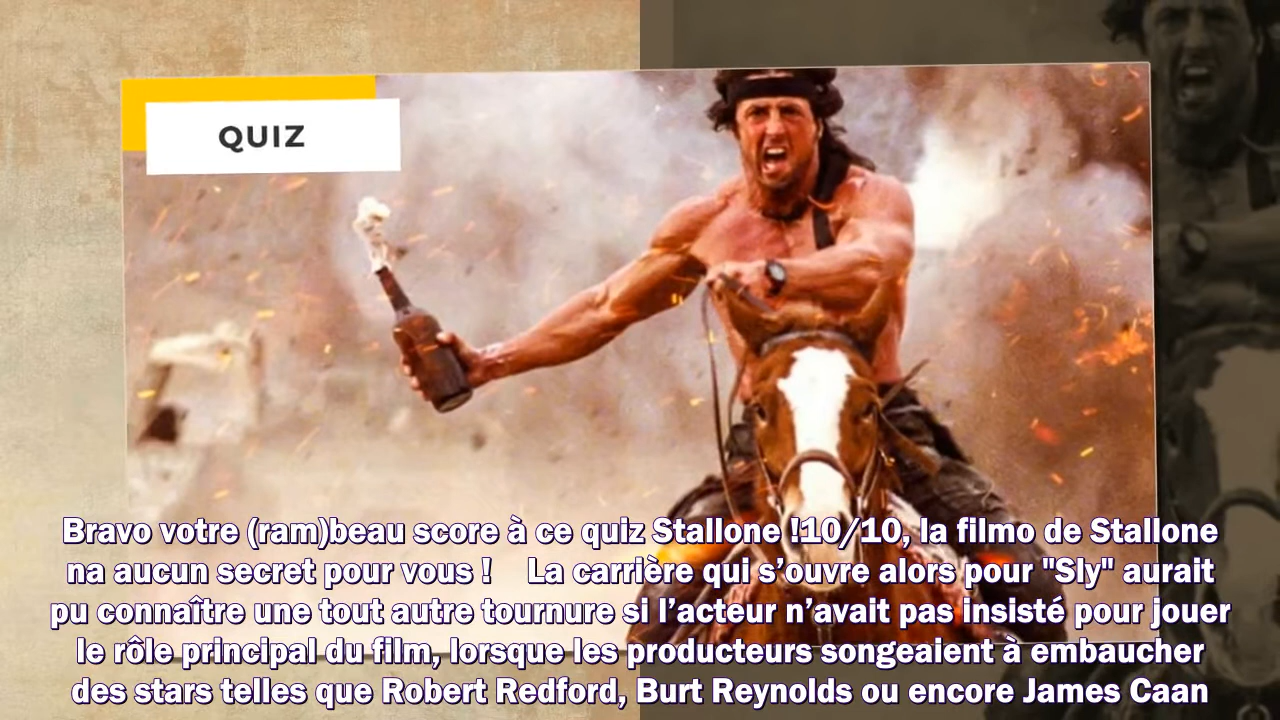 QUIZ
Bravo votre (ram)beau score à ce quiz Stallone !10/10, la filmo de Stallone
na aucun secret pour vous !    La carrière qui s’ouvre alors pour "Sly" aurait
pu connaître une tout autre tournure si l’acteur n’avait pas insisté pour jouer
le rôle principal du film, lorsque les producteurs songeaient à embaucher
des stars telles que Robert Redford, Burt Reynolds ou encore James Caan